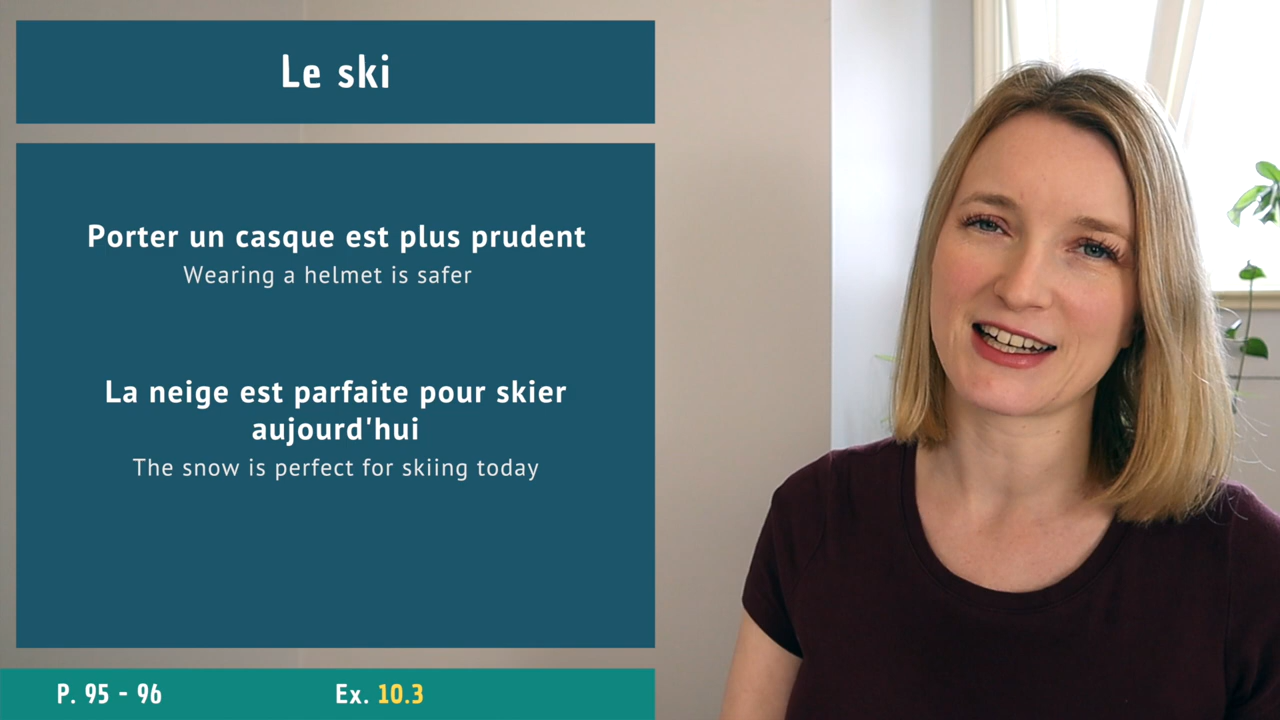 Le ski
Porter un casque est plus prudent
Wearing a helmet is safer
La neige est parfaite pour skier
aujourd'hui
The snow is perfect for skiing today
P. 95 - 96
Ex. 10.3